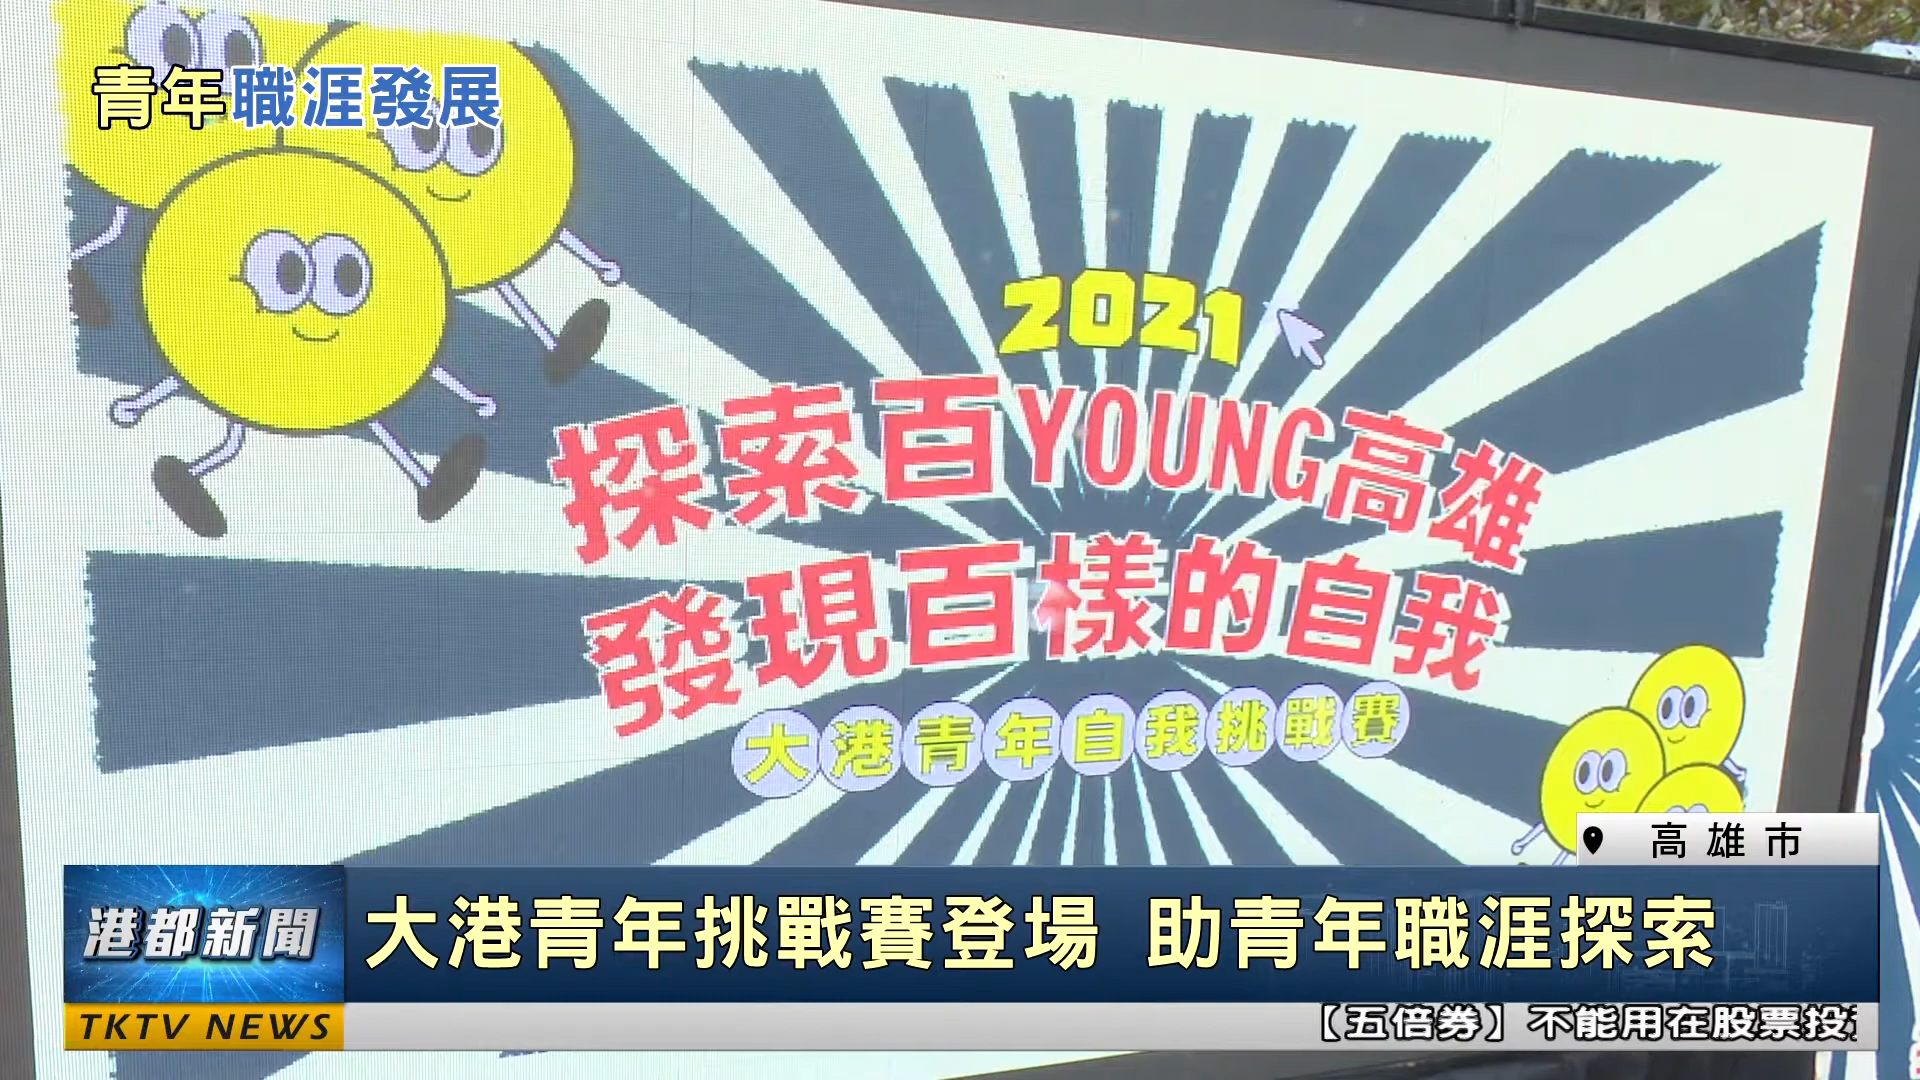 青年職涯發展
2021
探索百YOUNG高雄
發現百樣的自我
大港青年自我挑戰賽
高雄市
港都新聞
大港青年挑戰賽登場 助青年職涯探索
TKTV NEWS
【五倍券】不能用在股票投